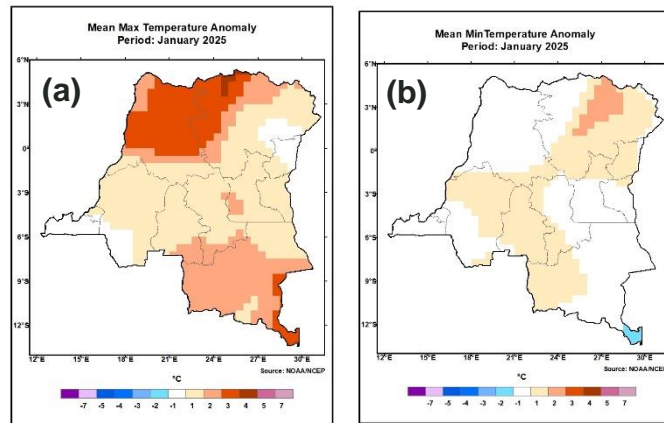 Mean Max Temperature Anomaly
Period: January 2025
(a)
6°N
3°N
0°
3°S
6°S
9°S
12°S
12°E 15°E 18°E 21°E 24°E 27°E 30°E
Source: NOAA/NCEP
°C
-7 -5 -4 -3 -2 -1 1 2 3 4 5 7
Mean MinTemperature Anomaly
Period: January 2025
(b)
6°N
3°N
0°
3°S
6°S
9°S
12°S
12°E 15°E 18°E 21°E 24°E 27°E 30°E
Source: NOAA/NCEP
°C
-7 -5 -4 -3 -2 -1 1 2 3 4 5 7